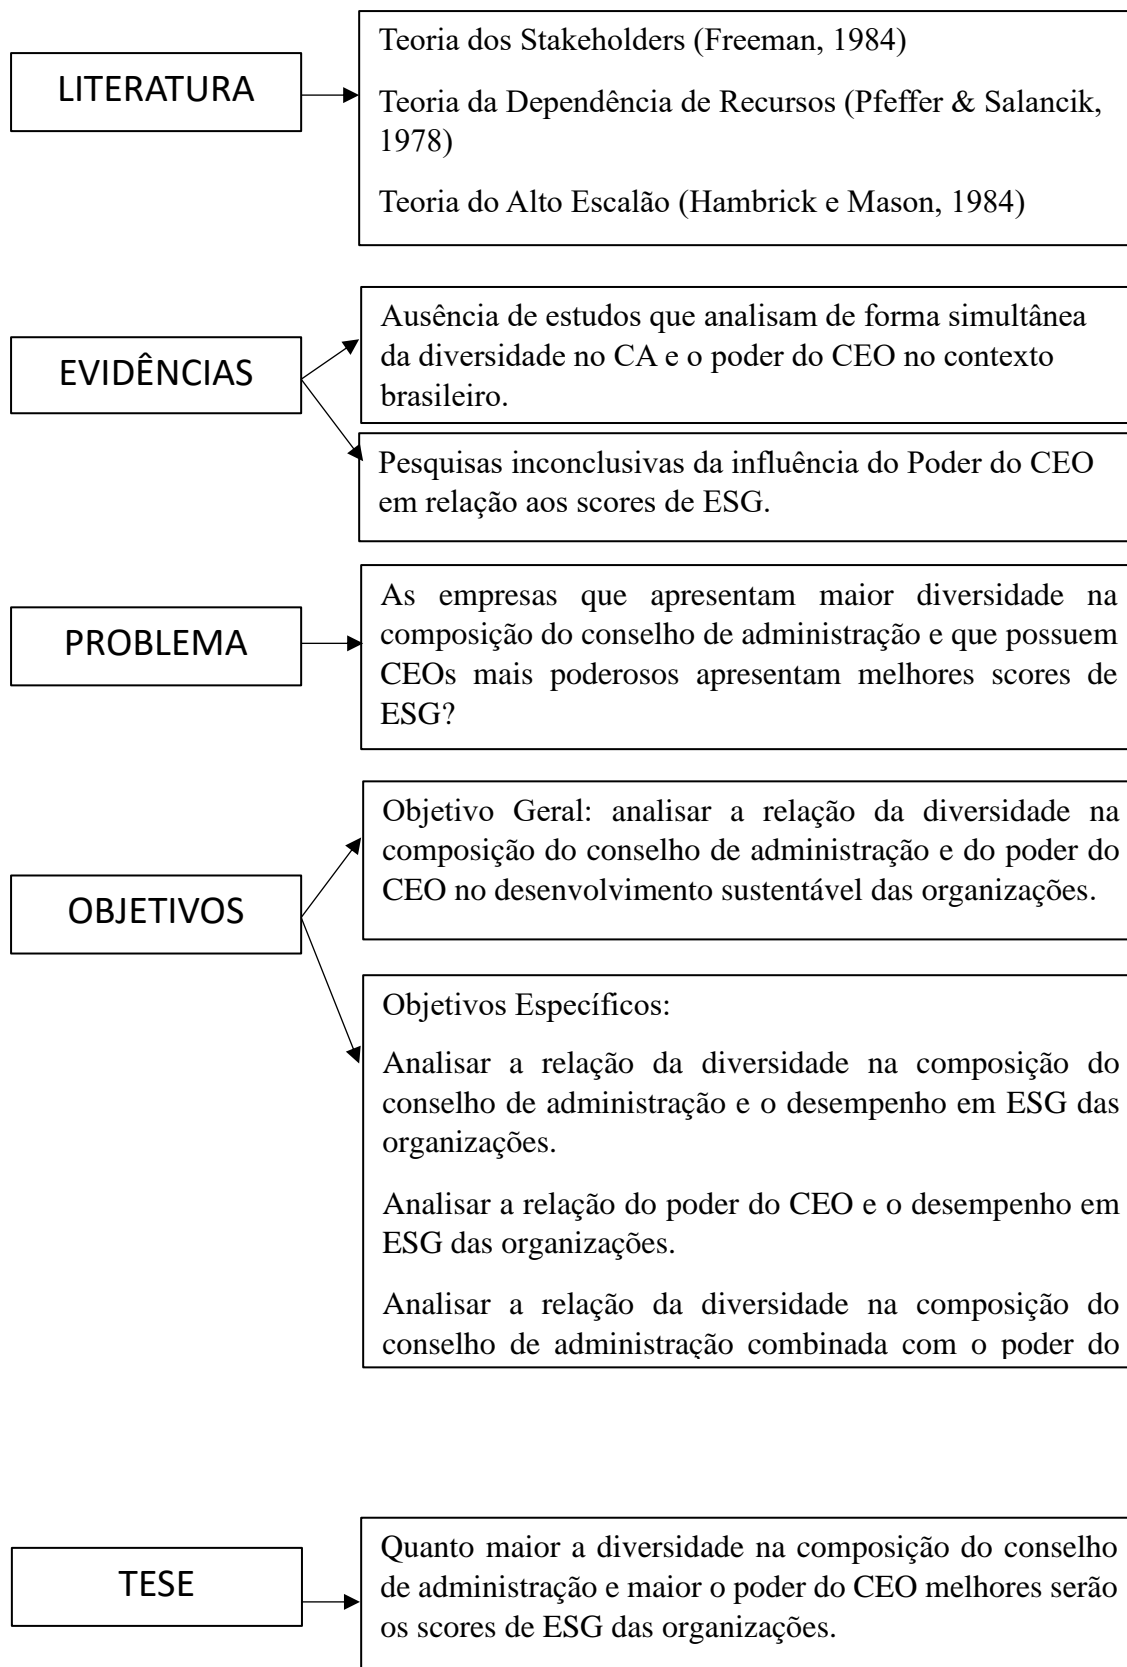 LITERATURA
Teoria dos Stakeholders (Freeman, 1984)
Teoria da Dependência de Recursos (Pfeffer & Salancik,
1978)
Teoria do Alto Escalão (Hambrick e Mason, 1984)
EVIDÊNCIAS
Ausência de estudos que analisam de forma simultânea
da diversidade no CA e o poder do CEO no contexto
brasileiro.
Pesquisas inconclusivas da influência do Poder do CEO
em relação aos scores de ESG.
PROBLEMA
As empresas que apresentam maior diversidade na
composição do conselho de administração e que possuem
CEOs mais poderosos apresentam melhores scores de
ESG?
OBJETIVOS
Objetivo Geral: analisar a relação da diversidade na
composição do conselho de administração e do poder do
CEO no desenvolvimento sustentável das organizações.
Objetivos Específicos:
Analisar a relação da diversidade na composição do
conselho de administração e o desempenho em ESG das
organizações.
Analisar a relação do poder do CEO e o desempenho em
ESG das organizações.
Analisar a relação da diversidade na composição do
conselho de administração combinada com o poder do
TESE
Quanto maior a diversidade na composição do conselho
de administração e maior o poder do CEO melhores serão
os scores de ESG das organizações.